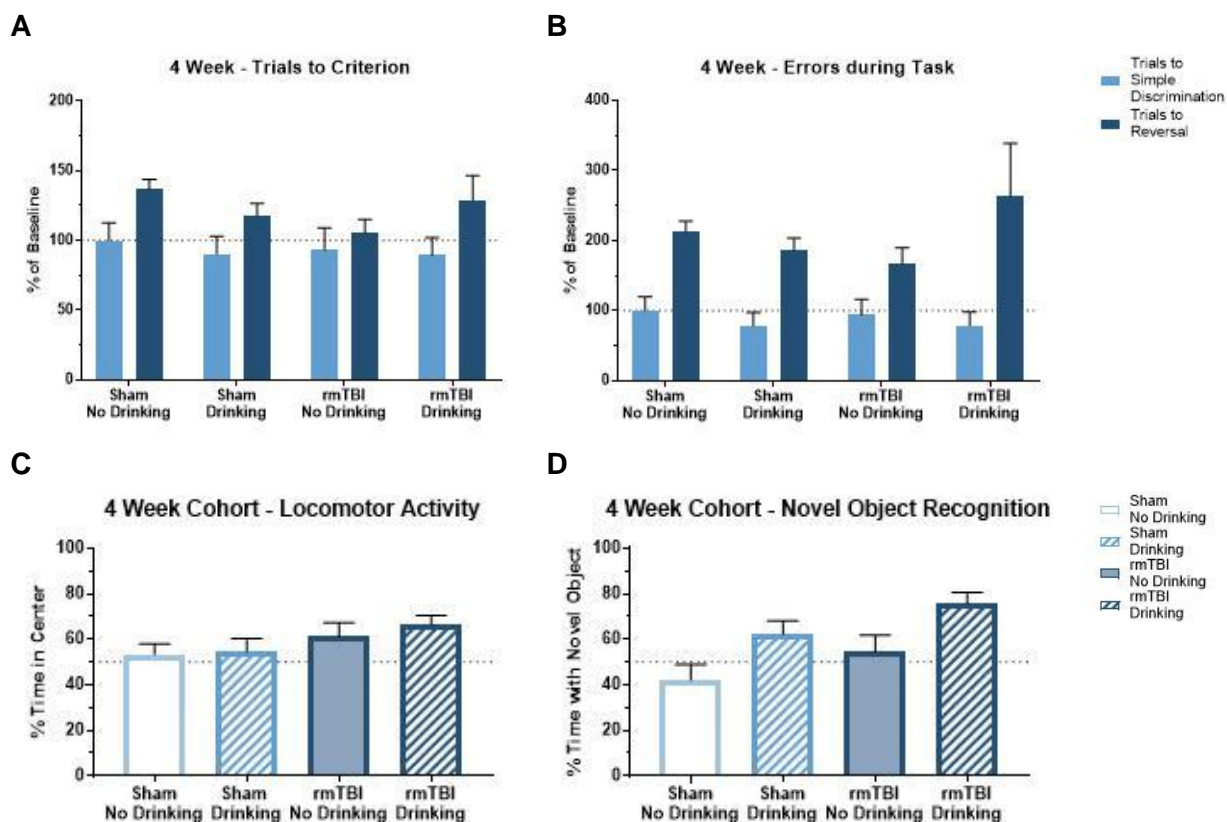 A
B
4 Week - Trials to Criterion
4 Week - Errors during Task
Trials to
Simple
Discrimination
Trials to
Reversal
% of Baseline
200
150
100
50
0
Sham
No Drinking
Sham
Drinking
rmTBI
No Drinking
rmTBI
Drinking
% of Baseline
400
300
200
100
0
Sham
No Drinking
Sham
Drinking
rmTBI
No Drinking
rmTBI
Drinking
C
D
4 Week Cohort - Locomotor Activity
4 Week Cohort - Novel Object Recognition
Sham
No Drinking
Sham
Drinking
rmTBI
No Drinking
rmTBI
Drinking
% Time in Center
100
80
60
40
20
0
Sham
No Drinking
Sham
Drinking
rmTBI
No Drinking
rmTBI
Drinking
% Time with Novel Object
100
80
60
40
20
0
Sham
No Drinking
Sham
Drinking
rmTBI
No Drinking
rmTBI
Drinking